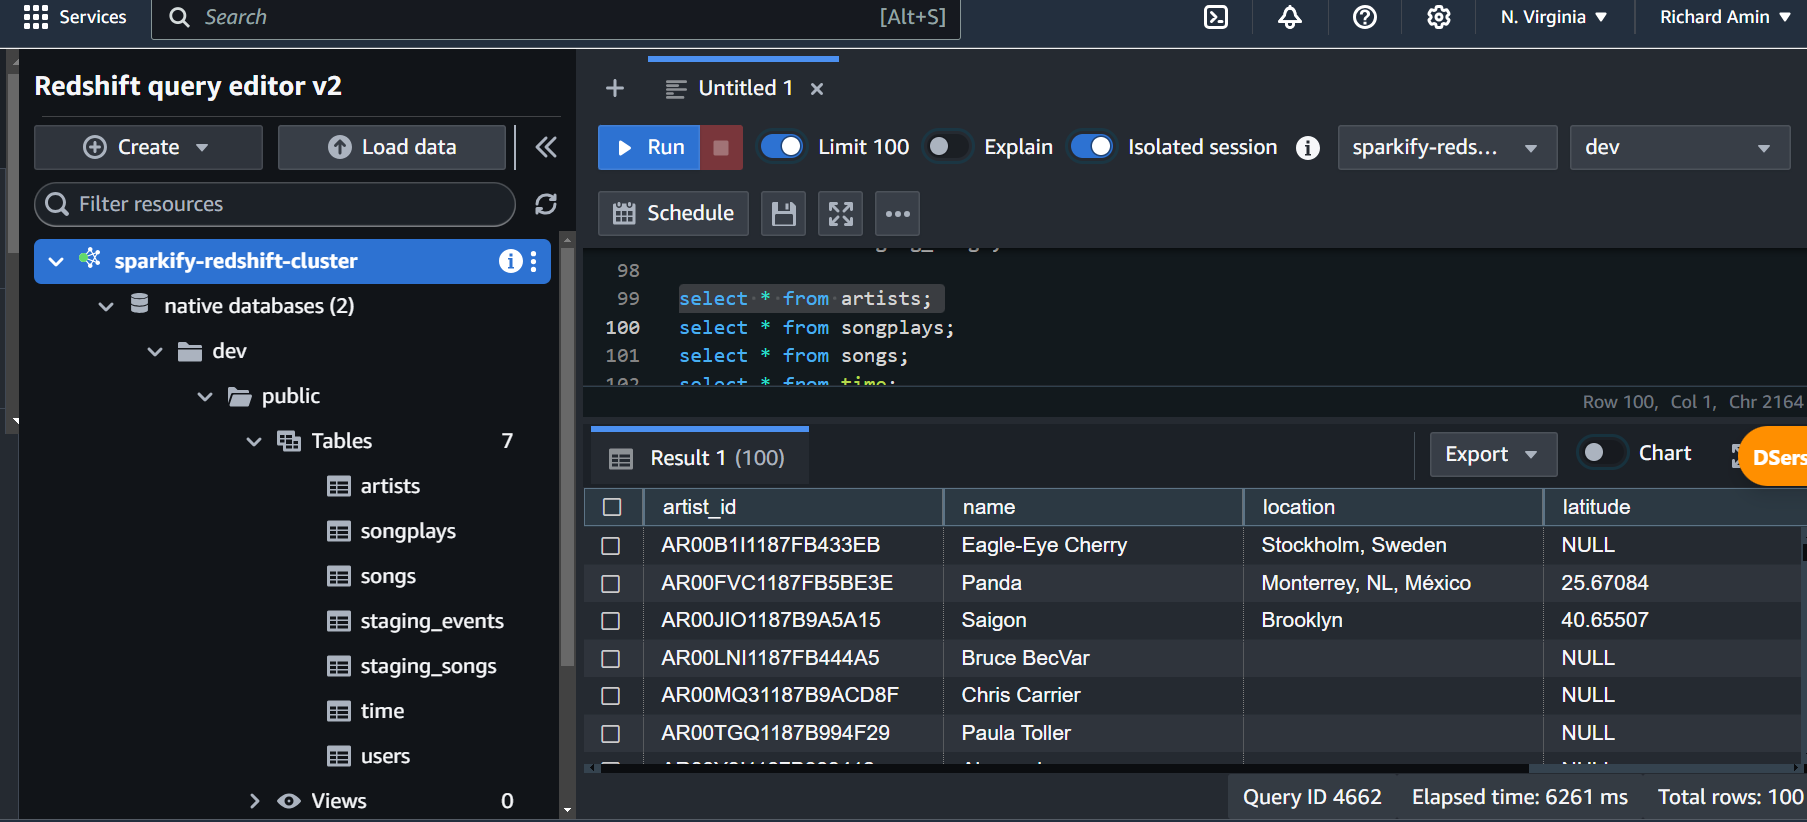 Services
Search
[Alt+S]
N. Virginia
Richard Amin
Redshift query editor v2
Create
Load data
Filter resources
sparkify-redshift-cluster
native databases (2)
dev
public
Tables 7
artists
songplays
songs
staging_events
staging_songs
time
users
Views 0
Untitled 1
Run
Limit 100
Explain
Isolated session
sparkify-reds...
dev
Schedule
98
99 select * from artists;
100 select * from songplays;
101 select * from songs;
102 select * from time;
Row 100, Col 1, Chr 2164
Result 1 (100)
Export
Chart
DSers
artist_id name location latitude
AR00B1I1187FB433EB Eagle-Eye Cherry Stockholm, Sweden NULL
AR00FVC1187FB5BE3E Panda Monterrey, NL, México 25.67084
AR00JIO1187B9A5A15 Saigon Brooklyn 40.65507
AR00LNI1187FB444A5 Bruce BecVar NULL
AR00MQ31187B9ACD8F Chris Carrier NULL
AR00TGQ1187B994F29 Paula Toller NULL
Query ID 4662 Elapsed time: 6261 ms Total rows: 100